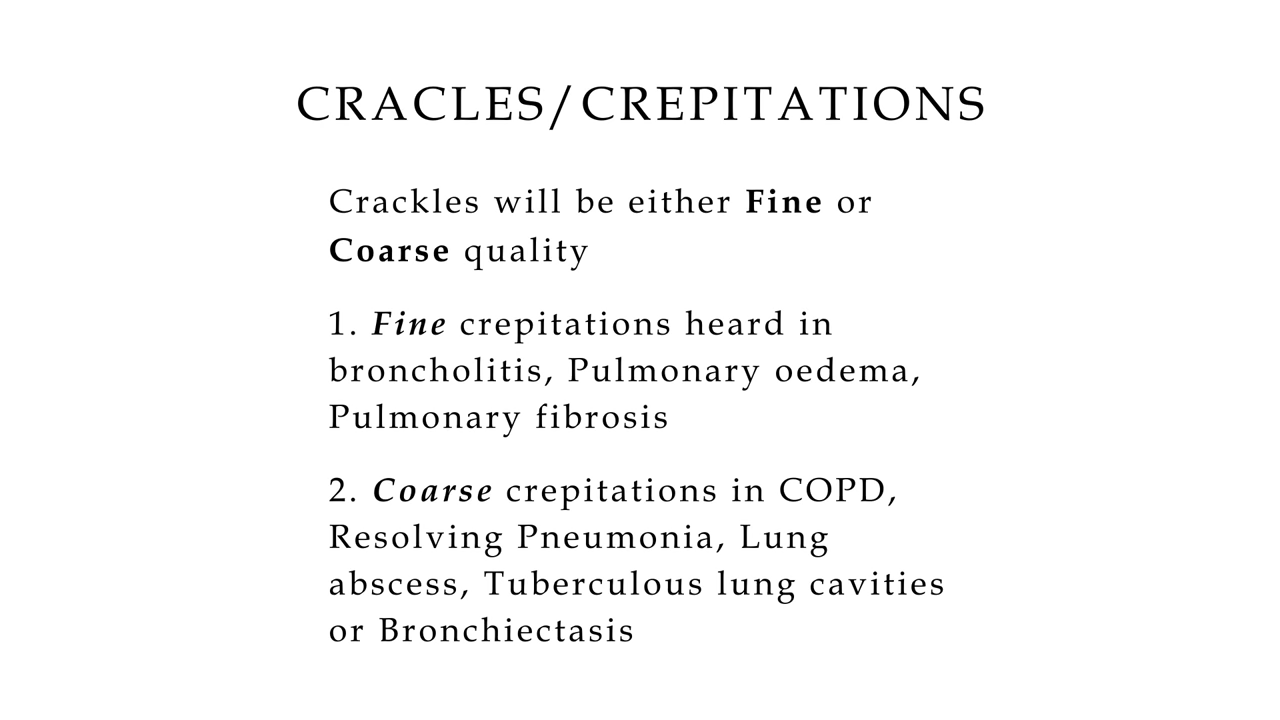 CRACLES/CREPITATIONS
Crackles will be either Fine or
Coarse quality
1. Fine crepitations heard in
broncholitis, Pulmonary oedema,
Pulmonary fibrosis
2. Coarse crepitations in COPD,
Resolving Pneumonia, Lung
abscess, Tuberculous lung cavities
or Bronchiectasis